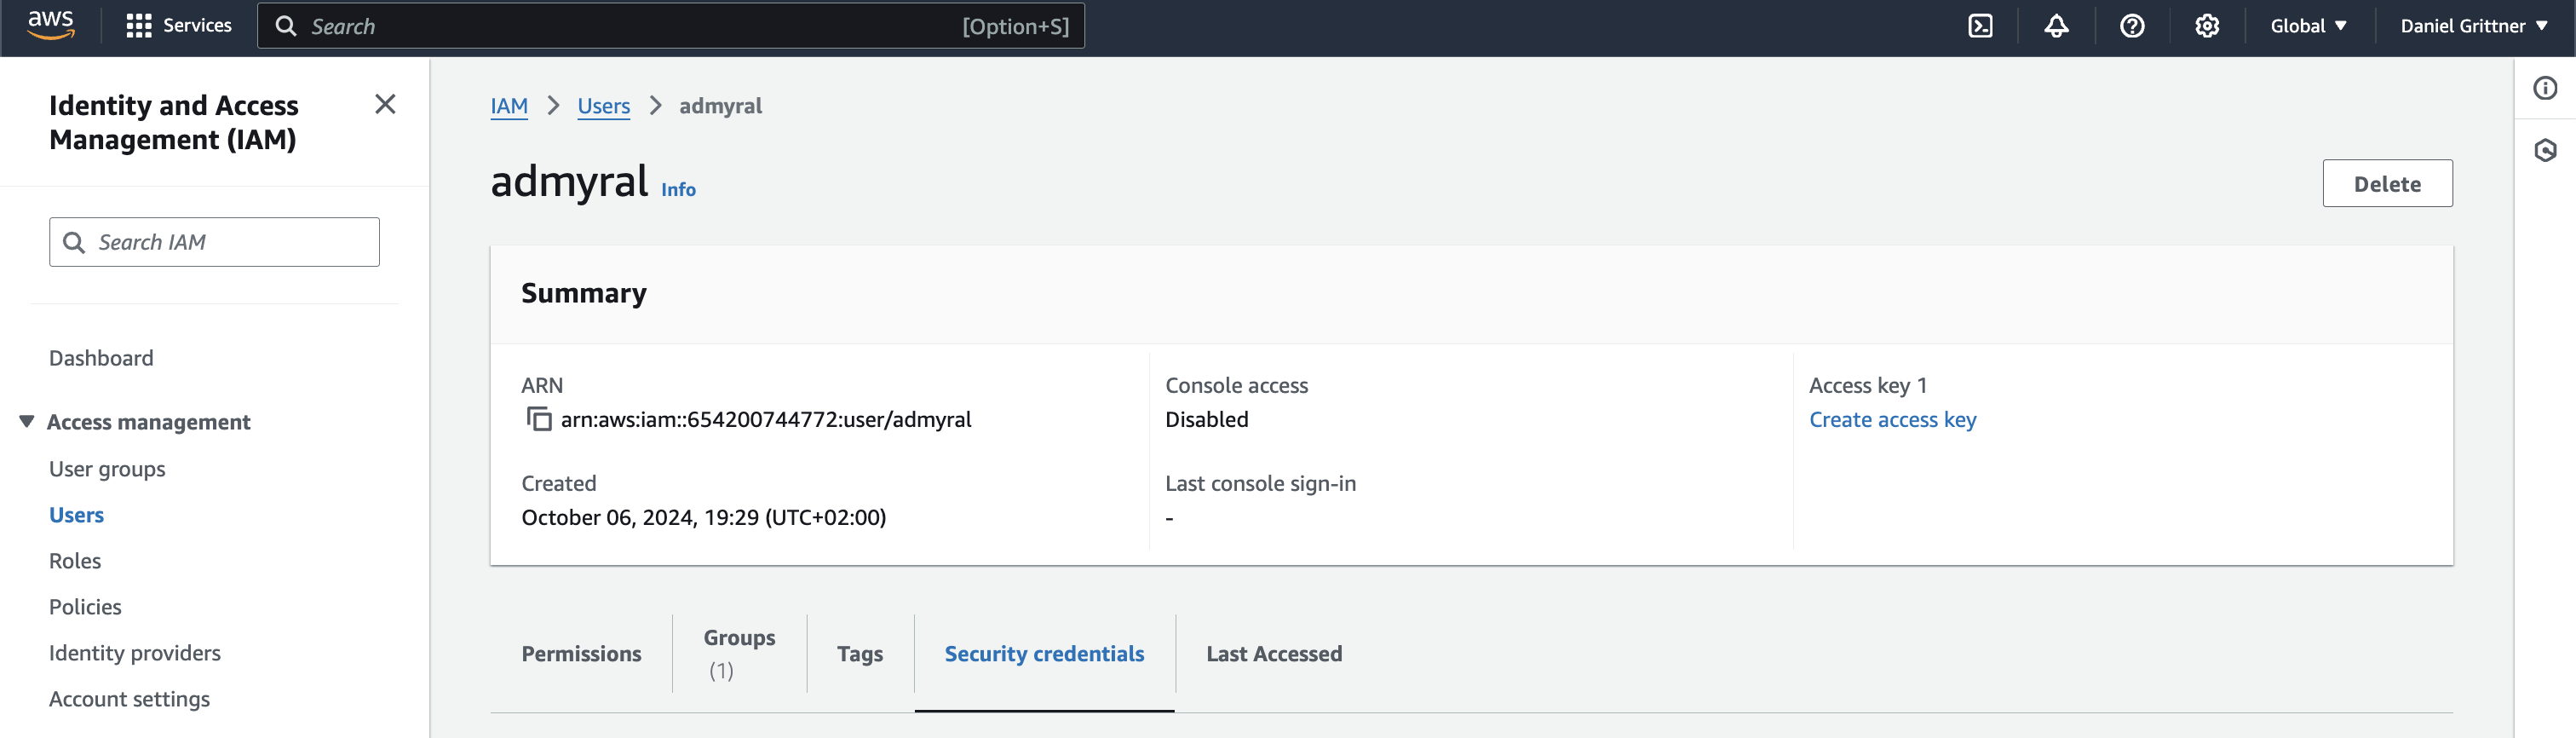 aws
Services
Search
[Option+S]
Global
Daniel Grittner
Identity and Access
Management (IAM)
Search IAM
Dashboard
Access management
User groups
Users
Roles
Policies
Identity providers
Account settings
IAM > Users > admyral
admyral Info
Delete
Summary
ARN
arn:aws:iam::654200744772:user/admyral
Created
October 06, 2024, 19:29 (UTC+02:00)
Console access
Disabled
Last console sign-in
-
Access key 1
Create access key
Permissions
Groups
(1)
Tags
Security credentials
Last Accessed